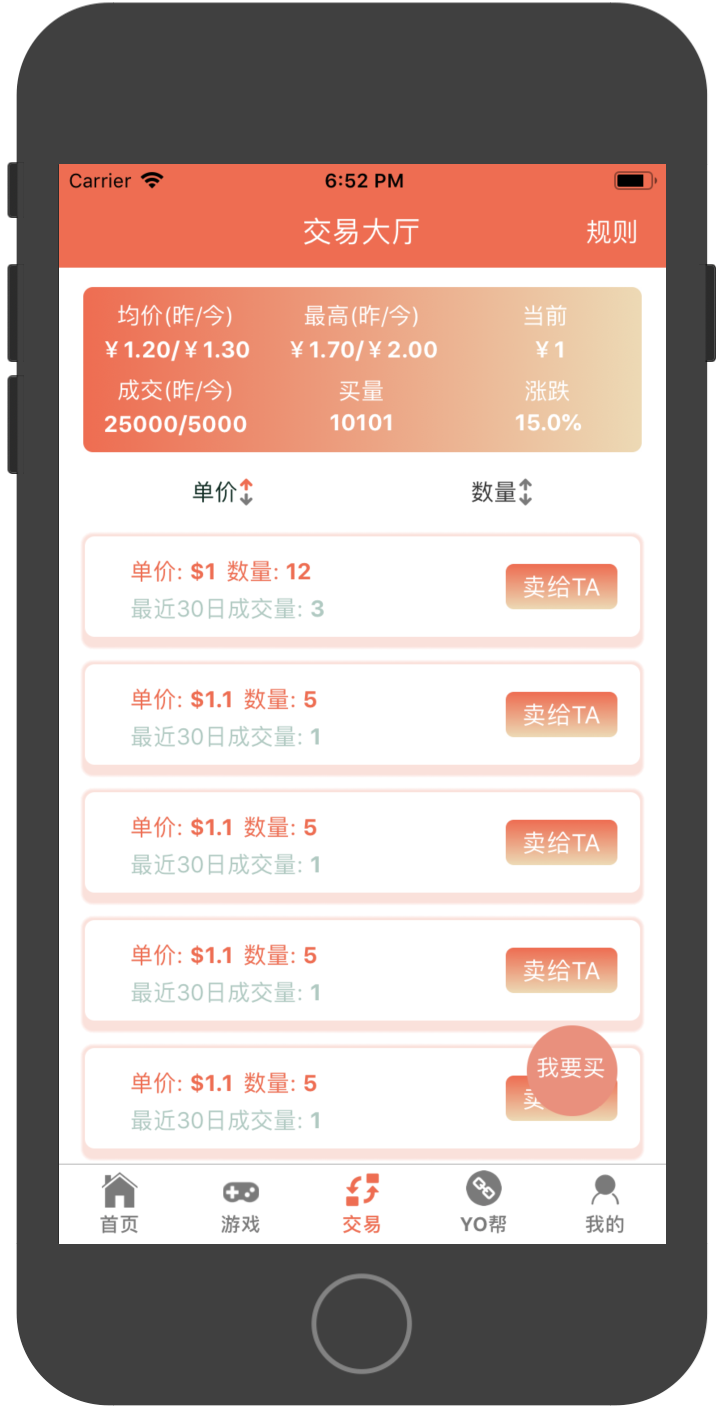 Carrier 6:52 PM
交易大厅 规则
均价(昨/今) 最高(昨/今) 当前
¥1.20/¥1.30 ¥1.70/¥2.00 ¥1
成交(昨/今) 买量 涨跌
25000/5000 10101 15.0%
单价 数量
单价: $1 数量: 12
最近30日成交量: 3
卖给TA
单价: $1.1 数量: 5
最近30日成交量: 1
卖给TA
单价: $1.1 数量: 5
最近30日成交量: 1
卖给TA
单价: $1.1 数量: 5
最近30日成交量: 1
卖给TA
单价: $1.1 数量: 5
最近30日成交量: 1
我要买
卖
首页 游戏 交易 YO帮 我的